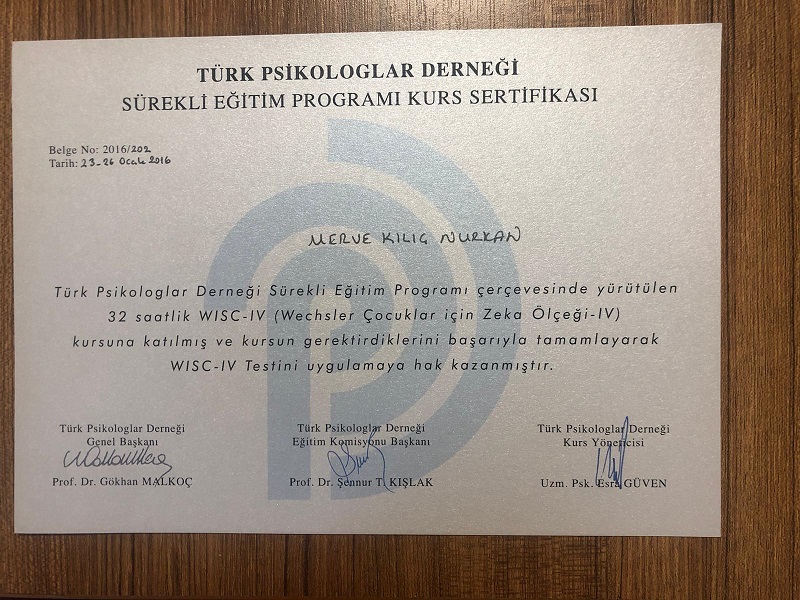 TÜRK PSİKOLOGLAR DERNEĞİ
SÜREKLİ EĞİTİM PROGRAMI KURS SERTİFİKASI
Belge No: 2016/202
Tarih: 23-26 Ocak 2016
MERVE KILIÇ NURKAN
Türk Psikologlar Derneği Sürekli Eğitim Programı çerçevesinde yürütülen
32 saatlik WISC-IV (Wechsler Çocuklar için Zeka Ölçeği-IV)
kursuna katılmış ve kursun gerektirdiklerini başarıyla tamamlayarak
WISC-IV Testini uygulamaya hak kazanmıştır.
Türk Psikologlar Derneği
Genel Başkanı
Prof. Dr. Gökhan MALKOÇ
Türk Psikologlar Derneği
Eğitim Komisyonu Başkanı
Prof. Dr. Şennur T. KIŞLAK
Türk Psikologlar Derneği
Kurs Yöneticisi
Uzm. Psk. Esra GÜVEN